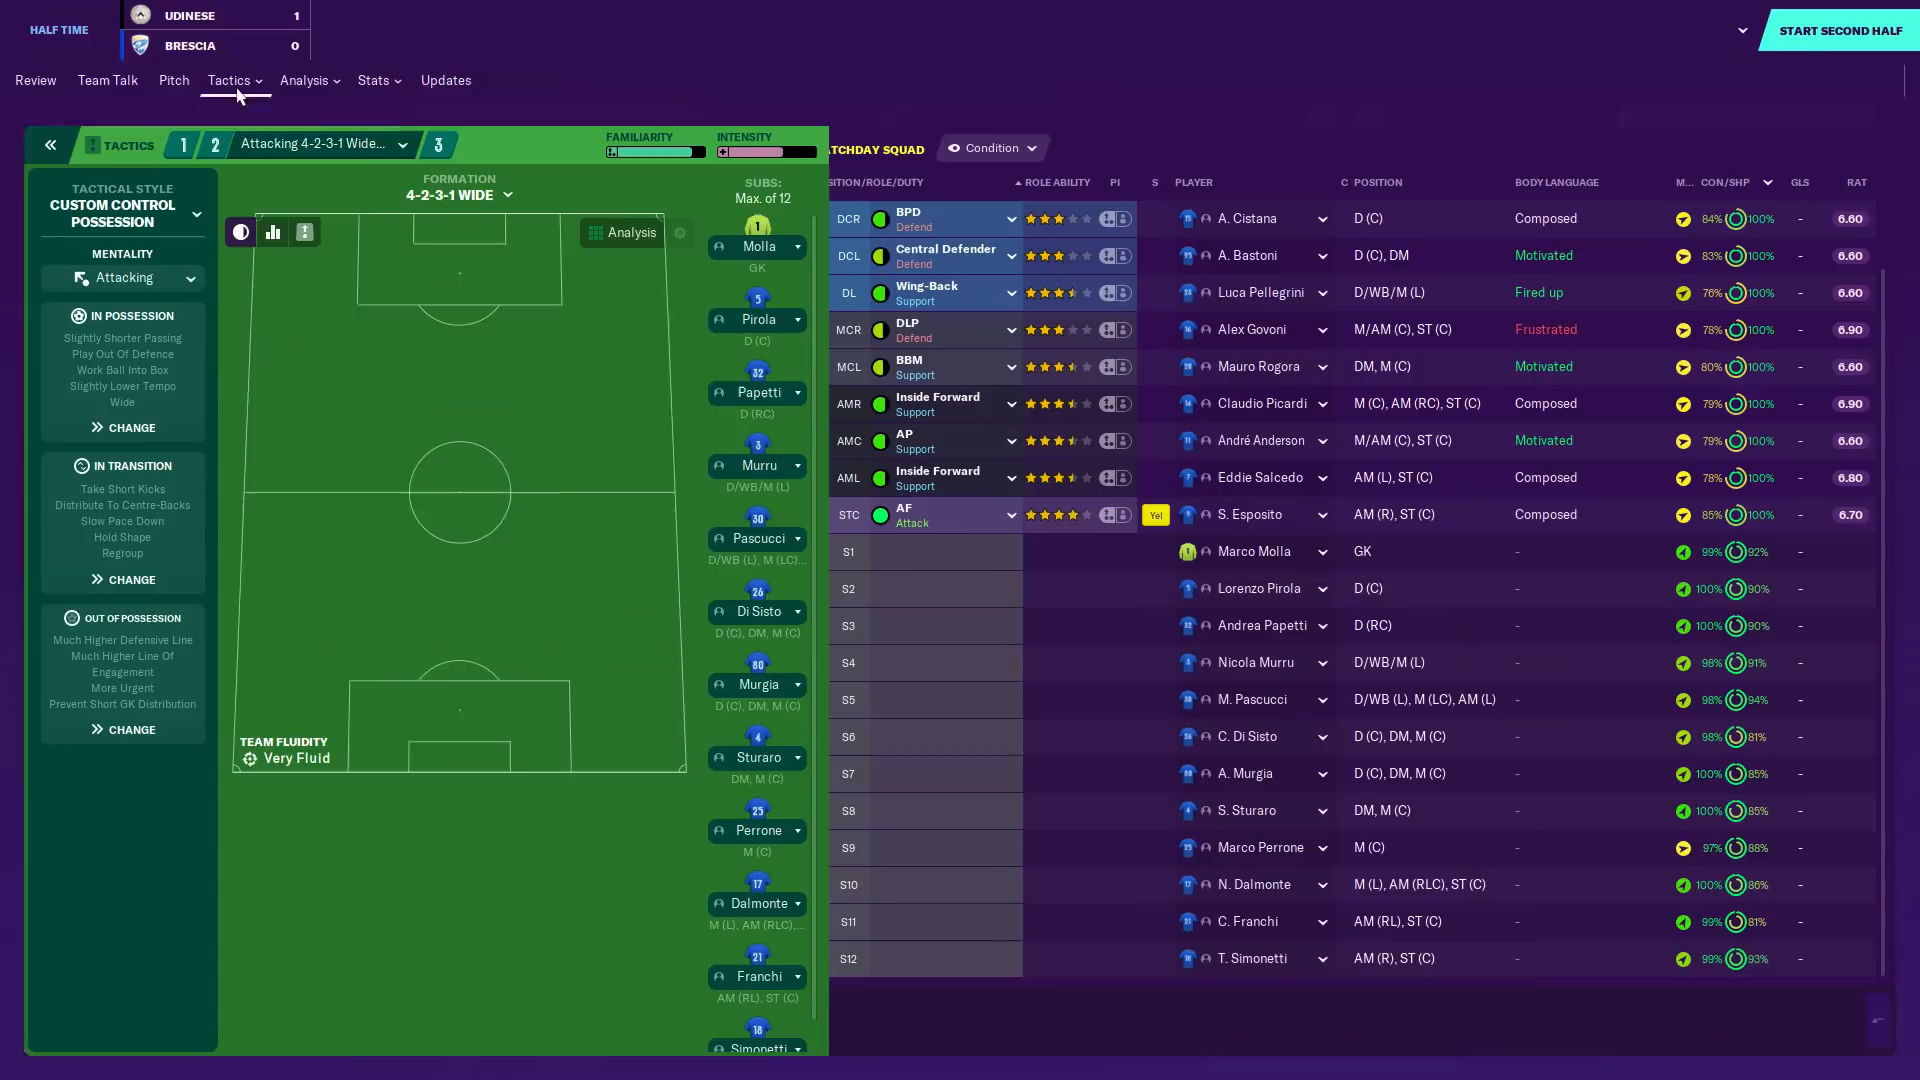 HALF TIME
UDINESE 1
BRESCIA 0
START SECOND HALF
Review Team Talk Pitch Tactics Analysis Stats Updates
TACTICS 1 2 Attacking 4-2-3-1 Wide... 3
FAMILIARITY
INTENSITY
TACTICAL STYLE
CUSTOM CONTROL
POSSESSION
MENTALITY
Attacking
IN POSSESSION
Slightly Shorter Passing
Play Out Of Defence
Work Ball Into Box
Slightly Lower Tempo
Wide
CHANGE
IN TRANSITION
Take Short Kicks
Distribute To Centre-Backs
Slow Pace Down
Hold Shape
Regroup
CHANGE
OUT OF POSSESSION
Much Higher Defensive Line
Much Higher Line Of
Engagement
More Urgent
Prevent Short GK Distribution
CHANGE
FORMATION
4-2-3-1 WIDE
Analysis
TEAM FLUIDITY
Very Fluid
SUBS:
Max. of 12
1
Molla
GK
5
Pirola
D (C)
32
Papetti
D (RC)
3
Murru
D/WB/M (L)
30
Pascucci
D/WB (L), M (LC)...
26
Di Sisto
D (C), DM, M (C)
80
Murgia
D (C), DM, M (C)
4
Sturaro
DM, M (C)
25
Perrone
M (C)
17
Dalmonte
M (L), AM (RLC),...
21
Franchi
AM (RL), ST (C)
18
Simonetti
ATCHDAY SQUAD Condition
SITION/ROLE/DUTY ROLE ABILITY PI S PLAYER C POSITION BODY LANGUAGE M... CON/SHP GLS RAT
DCR BPD Defend A. Cistana D (C) Composed 84% 100% - 6.60
DCL Central Defender Defend A. Bastoni D (C), DM Motivated 83% 100% - 6.60
DL Wing-Back Support Luca Pellegrini D/WB/M (L) Fired up 76% 100% - 6.60
MCR DLP Defend Alex Govoni M/AM (C), ST (C) Frustrated 78% 100% - 6.90
MCL BBM Support Mauro Rogora DM, M (C) Motivated 80% 100% - 6.60
AMR Inside Forward Support Claudio Picardi M (C), AM (RC), ST (C) Composed 79% 100% - 6.90
AMC AP Support André Anderson M/AM (C), ST (C) Motivated 79% 100% - 6.60
AML Inside Forward Support Eddie Salcedo AM (L), ST (C) Composed 78% 100% - 6.80
STC AF Attack Yel S. Esposito AM (R), ST (C) Composed 85% 100% - 6.70
S1 Marco Molla GK - 99% 92% -
S2 Lorenzo Pirola D (C) - 100% 90% -
S3 Andrea Papetti D (RC) - 100% 90% -
S4 Nicola Murru D/WB/M (L) - 98% 91% -
S5 M. Pascucci D/WB (L), M (LC), AM (L) - 98% 94% -
S6 C. Di Sisto D (C), DM, M (C) - 98% 81% -
S7 A. Murgia D (C), DM, M (C) - 100% 85% -
S8 S. Sturaro DM, M (C) - 100% 85% -
S9 Marco Perrone M (C) - 97% 88% -
S10 N. Dalmonte M (L), AM (RLC), ST (C) - 100% 86% -
S11 C. Franchi AM (RL), ST (C) - 99% 81% -
S12 T. Simonetti AM (R), ST (C) - 99% 93% -